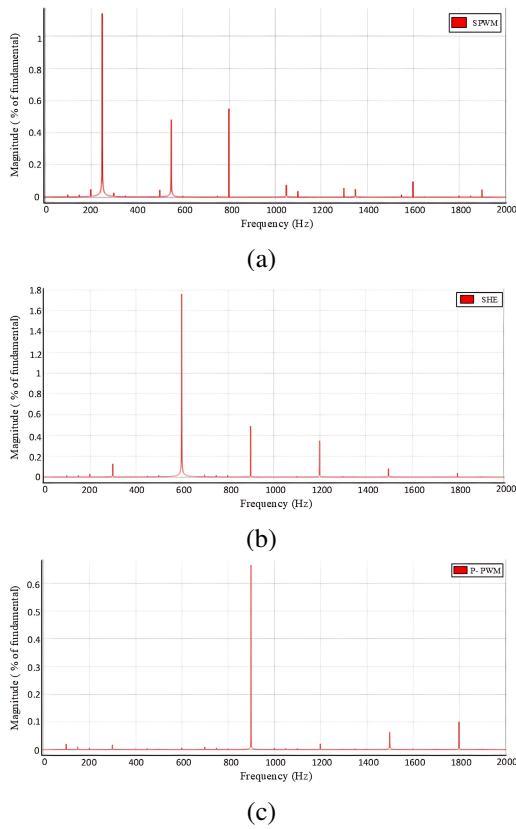 SPWM
Magnitude ( % of fuundamental)
1
0.8
0.6
0.4
0.2
0
200 400 600 800 1000 1200 1400 1600 1800 2000
Frequency (Hz)
(a)
SHE
Magnitude ( % of fuundamental)
1.8
1.6
1.4
1.2
1
0.8
0.6
0.4
0.2
0
0 200 400 600 800 1000 1200 1400 1600 1800 2000
Frequency (Hz)
(b)
P- PWM
Magnitude ( % of fuundamental)
0.6
0.5
0.4
0.3
0.2
0.1
0
0 200 400 600 800 1000 1200 1400 1600 1800 2000
Frequency (Hz)
(c)